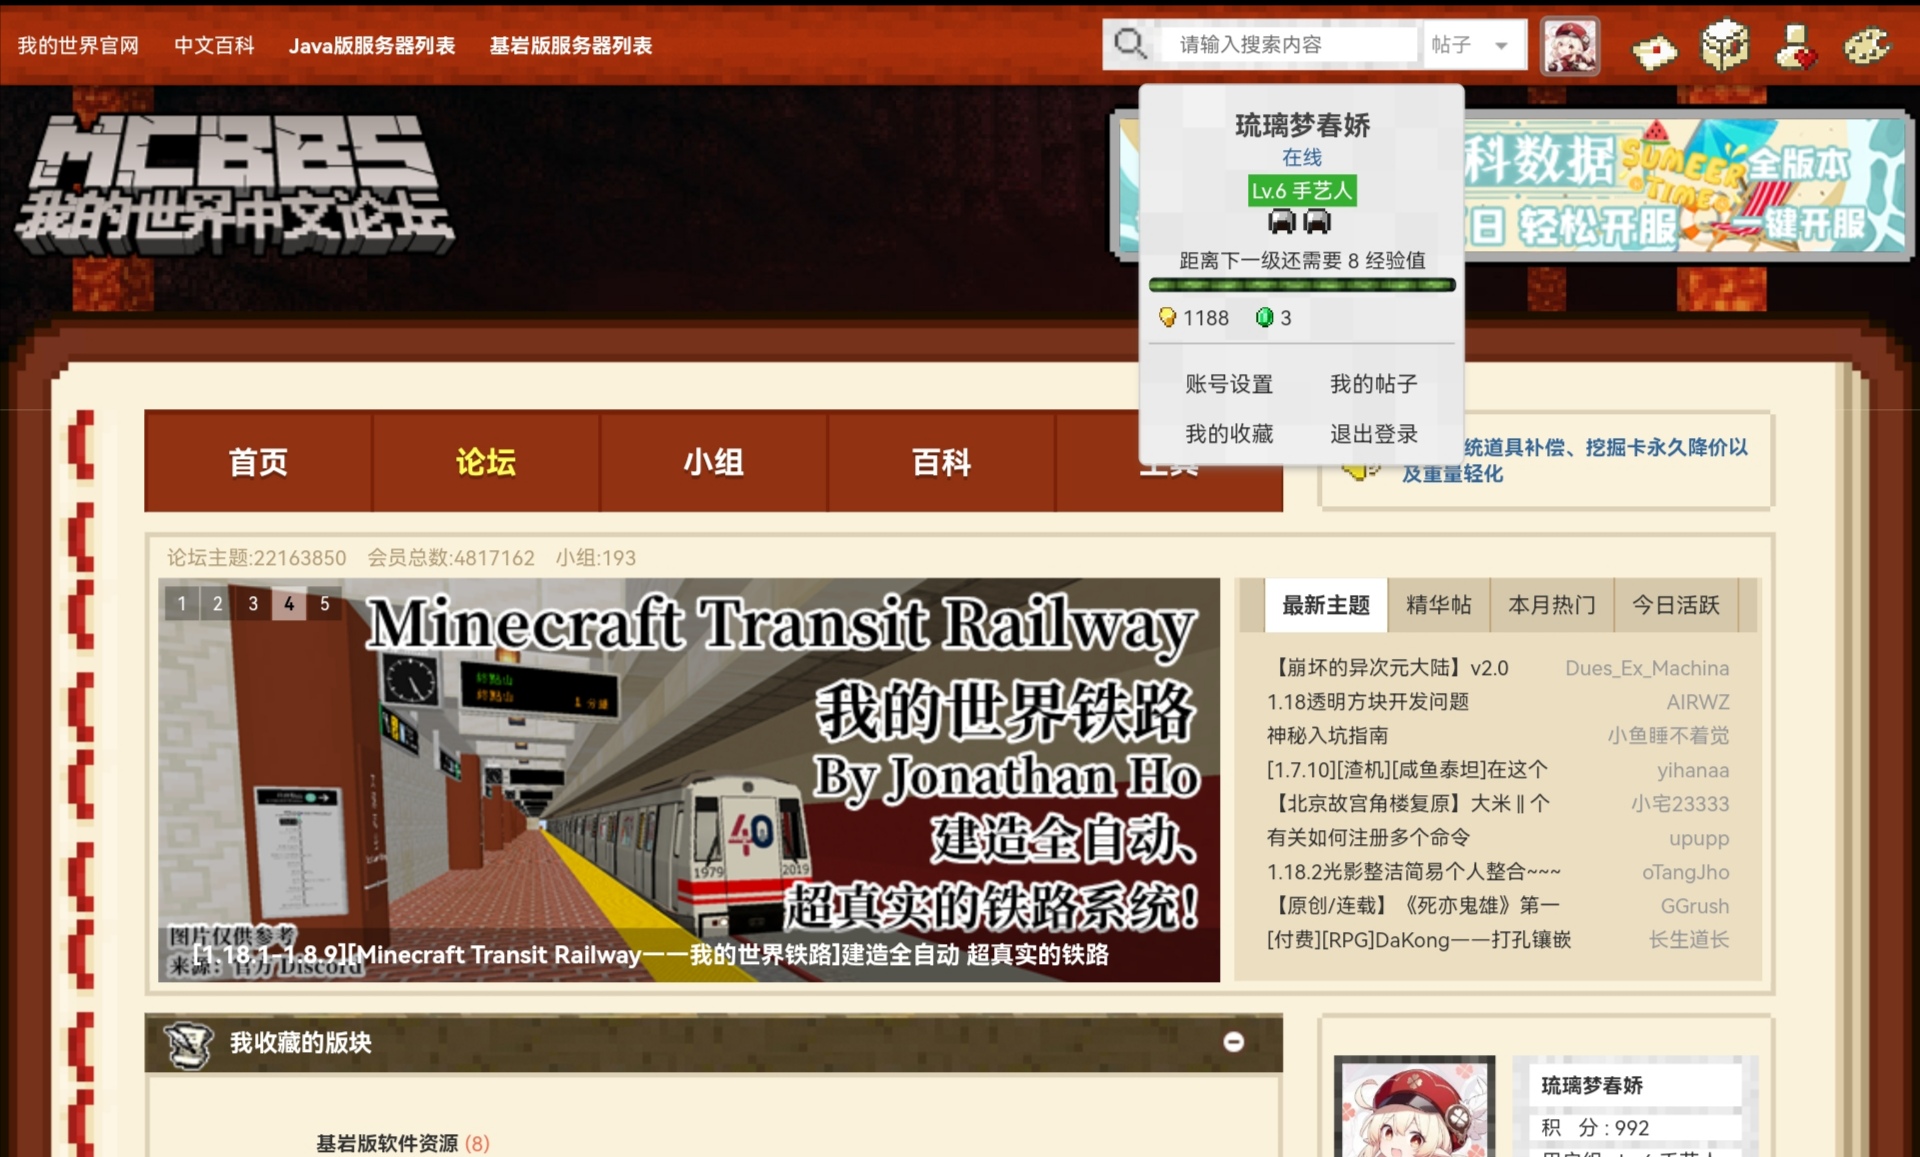 我的世界官网 中文百科 Java版服务器列表 基岩版服务器列表
请输入搜索内容 帖子
MCBBS
我的世界中文论坛
琉璃梦春娇
在线
Lv.6 手艺人
距离下一级还需要 8 经验值
1188 3
账号设置 我的帖子
我的收藏 退出登录
科数据 SUMEER TIME 全版本
日 轻松开服 一键开服
首页 论坛 小组 百科 工具
统道具补偿、挖掘卡永久降价以
及重量轻化
论坛主题:22163850 会员总数:4817162 小组:193
1 2 3 4 5
Minecraft Transit Railway
我的世界铁路
By Jonathan Ho
建造全自动、
超真实的铁路系统!
1 分鐘
40
1979 2019
图片仅供参考
来源：官方 Discord
[1.18.1-1.8.9][Minecraft Transit Railway——我的世界铁路]建造全自动 超真实的铁路
最新主题 精华帖 本月热门 今日活跃
【崩坏的异次元大陆】v2.0 Dues_Ex_Machina
1.18透明方块开发问题 AIRWZ
神秘入坑指南 小鱼睡不着觉
[1.7.10][渣机][咸鱼泰坦]在这个 yihanaa
【北京故宫角楼复原】大米 || 个 小宅23333
有关如何注册多个命令 upupp
1.18.2光影整洁简易个人整合~~~ oTangJho
【原创/连载】《死亦鬼雄》第一 GGrush
[付费][RPG]DaKong——打孔镶嵌 长生道长
我收藏的版块
基岩版软件资源 (8)
琉璃梦春娇
积 分 : 992